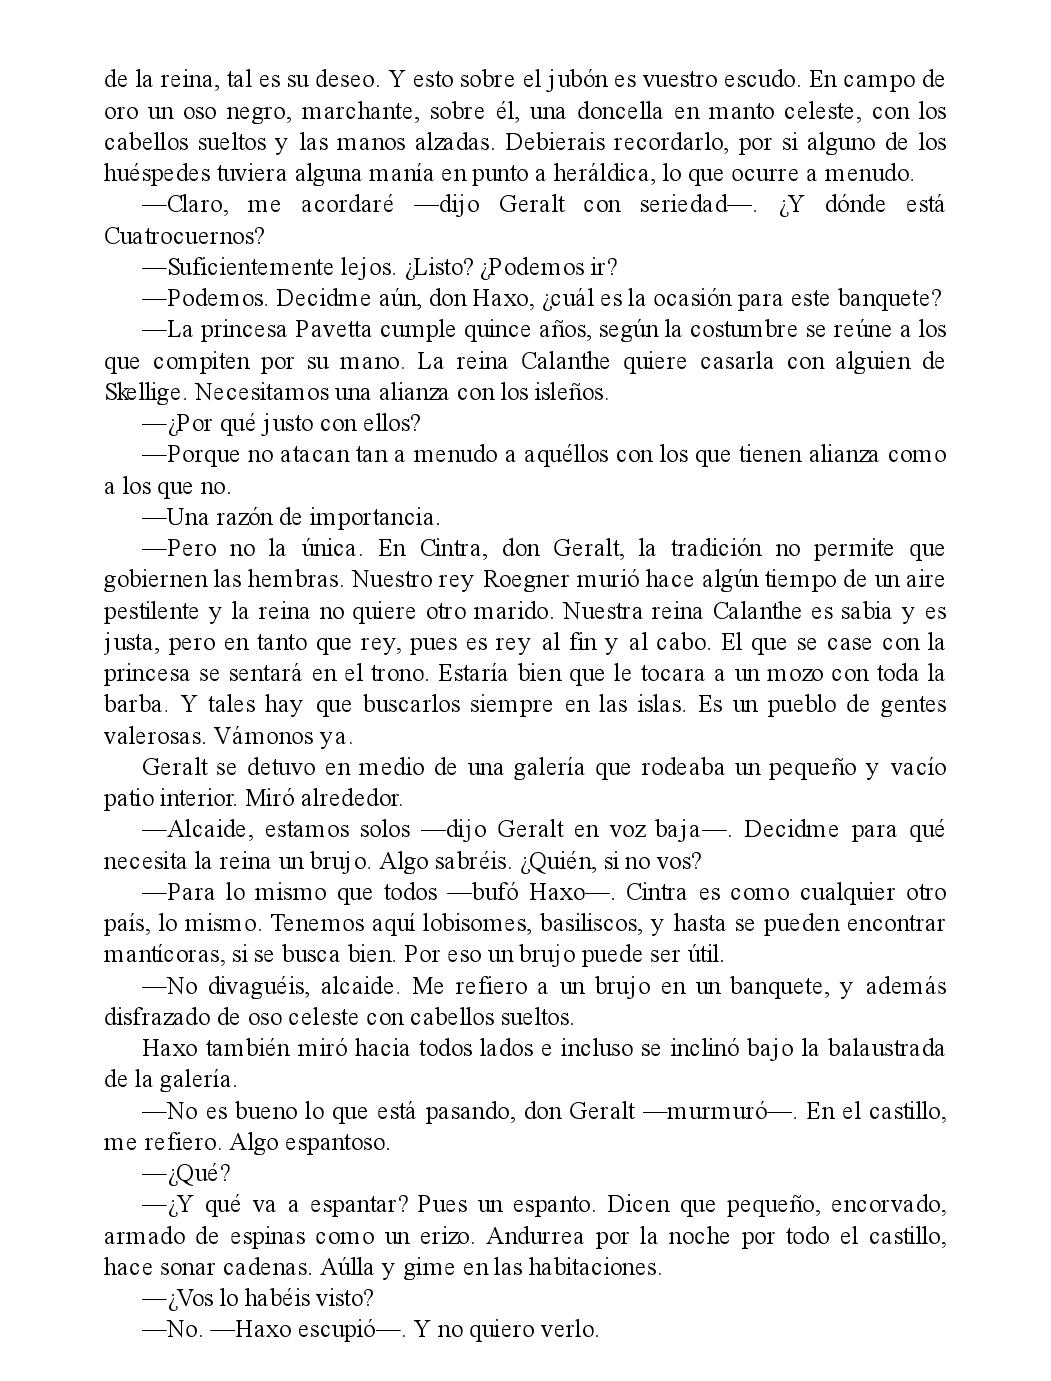 de la reina, tal es su deseo. Y esto sobre el jubón es vuestro escudo. En campo de
oro un oso negro, marchante, sobre él, una doncella en manto celeste, con los
cabellos sueltos y las manos alzadas. Debierais recordarlo, por si alguno de los
huéspedes tuviera alguna manía en punto a heráldica, lo que ocurre a menudo.
—Claro, me acordaré —dijo Geralt con seriedad—. ¿Y dónde está
Cuatrocuernos?
—Suficientemente lejos. ¿Listo? ¿Podemos ir?
—Podemos. Decidme aún, don Haxo, ¿cuál es la ocasión para este banquete?
—La princesa Pavetta cumple quince años, según la costumbre se reúne a los
que compiten por su mano. La reina Calanthe quiere casarla con alguien de
Skellige. Necesitamos una alianza con los isleños.
—¿Por qué justo con ellos?
—Porque no atacan tan a menudo a aquéllos con los que tienen alianza como
a los que no.
—Una razón de importancia.
—Pero no la única. En Cintra, don Geralt, la tradición no permite que
gobiernen las hembras. Nuestro rey Roegner murió hace algún tiempo de un aire
pestilente y la reina no quiere otro marido. Nuestra reina Calanthe es sabia y es
justa, pero en tanto que rey, pues es rey al fin y al cabo. El que se case con la
princesa se sentará en el trono. Estaría bien que le tocara a un mozo con toda la
barba. Y tales hay que buscarlos siempre en las islas. Es un pueblo de gentes
valerosas. Vámonos ya.
Geralt se detuvo en medio de una galería que rodeaba un pequeño y vacío
patio interior. Miró alrededor.
—Alcaide, estamos solos —dijo Geralt en voz baja—. Decidme para qué
necesita la reina un brujo. Algo sabréis. ¿Quién, si no vos?
—Para lo mismo que todos —bufó Haxo—. Cintra es como cualquier otro
país, lo mismo. Tenemos aquí lobisomes, basiliscos, y hasta se pueden encontrar
mantícoras, si se busca bien. Por eso un brujo puede ser útil.
—No divaguéis, alcaide. Me refiero a un brujo en un banquete, y además
disfrazado de oso celeste con cabellos sueltos.
Haxo también miró hacia todos lados e incluso se inclinó bajo la balaustrada
de la galería.
—No es bueno lo que está pasando, don Geralt —murmuró—. En el castillo,
me refiero. Algo espantoso.
—¿Qué?
—¿Y qué va a espantar? Pues un espanto. Dicen que pequeño, encorvado,
armado de espinas como un erizo. Andurrea por la noche por todo el castillo,
hace sonar cadenas. Aúlla y gime en las habitaciones.
—¿Vos lo habéis visto?
—No. —Haxo escupió—. Y no quiero verlo.